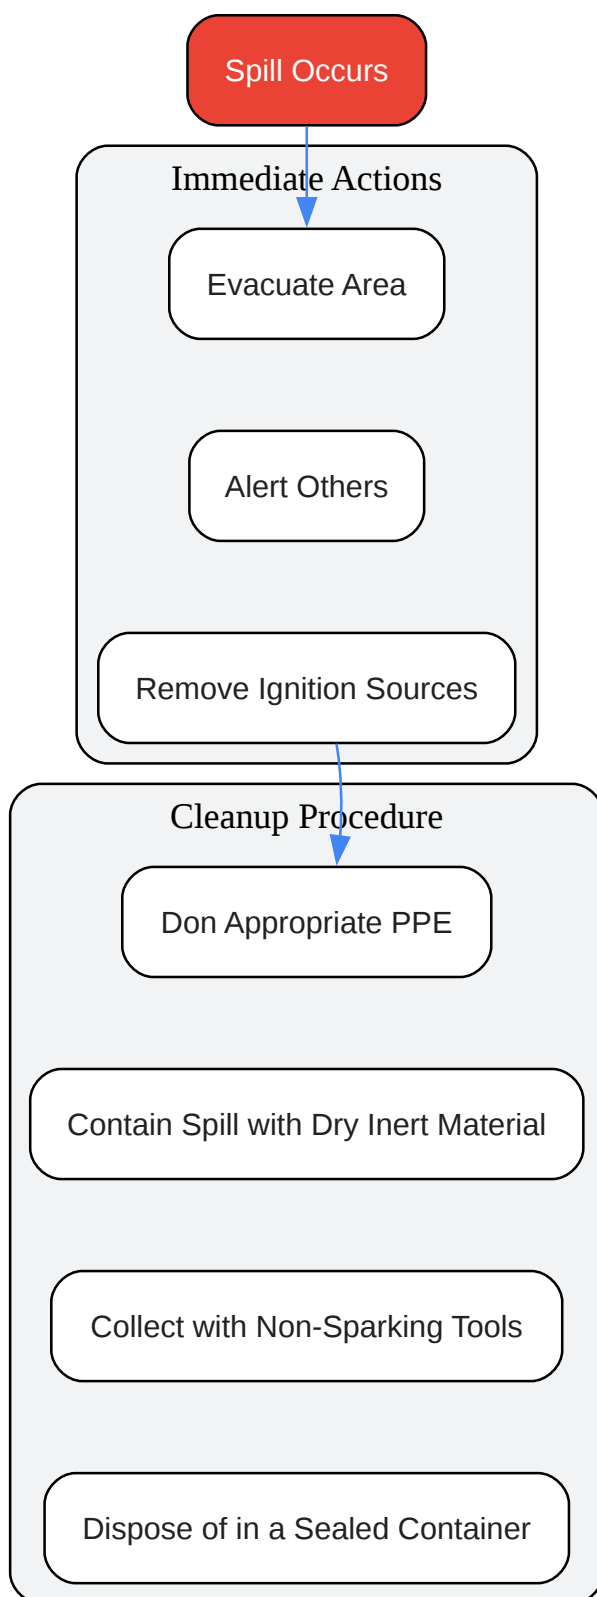 Spill Occurs
Immediate Actions
Evacuate Area
Alert Others
Remove Ignition Sources
Cleanup Procedure
Don Appropriate PPE
Contain Spill with Dry Inert Material
Collect with Non-Sparking Tools
Dispose of in a Sealed Container